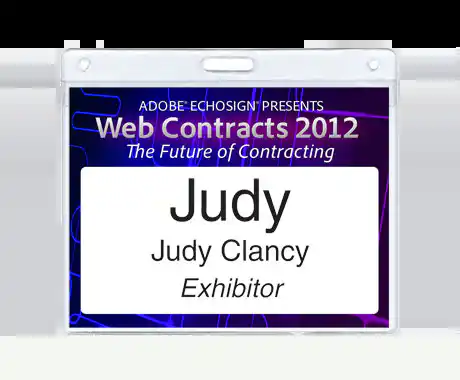 ADOBE® ECHOSIGN® PRESENTS
Web Contracts 2012
The Future of Contracting
Judy
Judy Clancy
Exhibitor